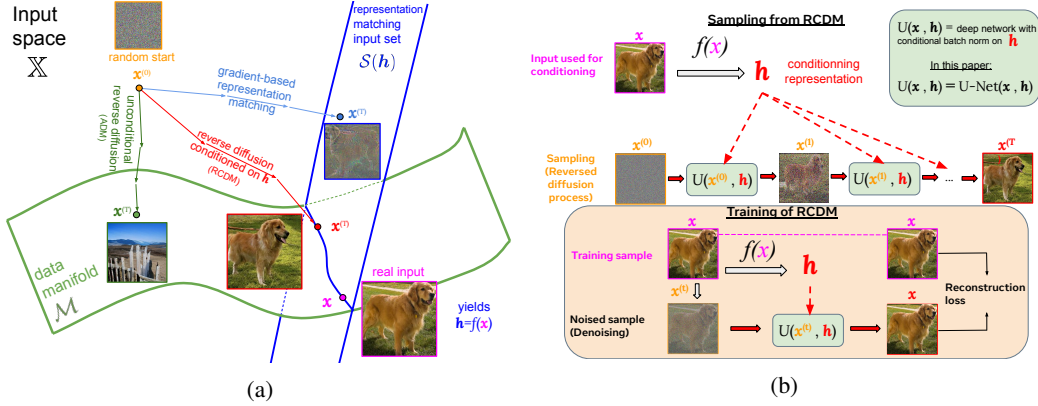 Input
space
𝕏
random start
x⁽⁰⁾
gradient-based
representation
matching
representation
matching
input set
S(h)
x⁽ᵀ⁾
unconditional
reverse diffusion
(ADM)
reverse diffusion
conditioned on h
(RCDM)
x⁽ᵀ⁾
x⁽ᵀ⁾
data
manifold
M
real input
x
yields
h=f(x)
(a)
Sampling from RCDM
x
Input used for
conditioning
f(x)
h
conditionning
representation
U(x , h) = deep network with
conditional batch norm on h
In this paper:
U(x , h) = U-Net(x , h)
Sampling
(Reversed
diffusion
process)
x⁽⁰⁾
U(x⁽⁰⁾ , h)
x⁽¹⁾
U(x⁽¹⁾ , h)
...
x⁽ᵀ
Training of RCDM
x
x
Training sample
f(x)
h
x⁽ᵗ⁾
Reconstruction
loss
x
Noised sample
(Denoising)
U(x⁽ᵗ⁾ , h)
(b)